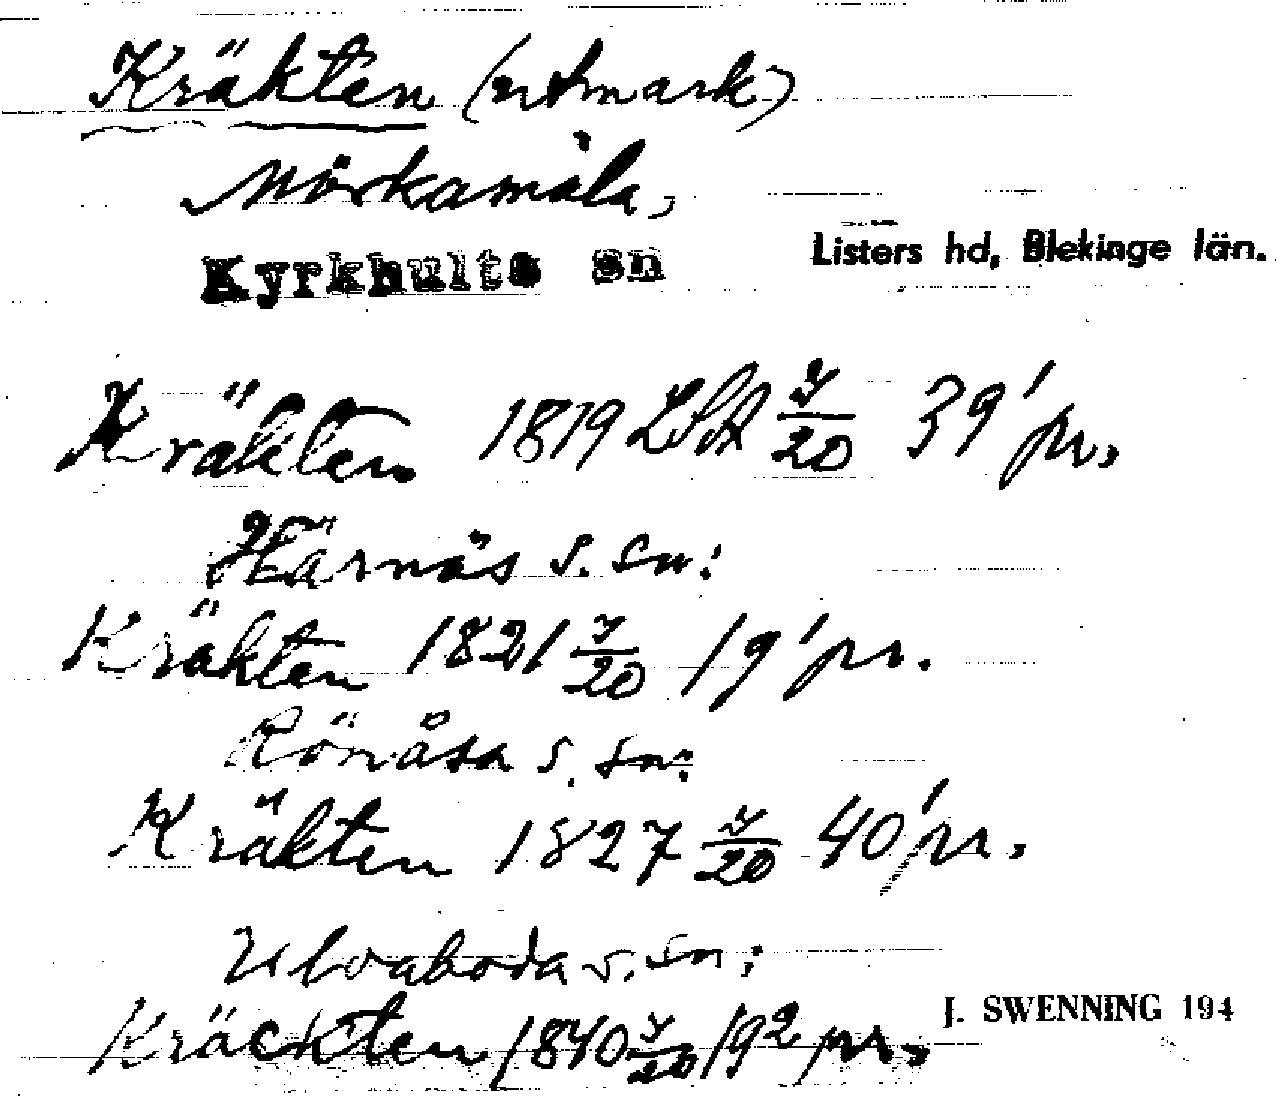 Kräkten (utmark)
Mörkamåla,
Kyrkhults sn
Listers hd, Blekinge län.
Kräkten 1819 LSA 7/20 39' pr.
Härnäs s. sn:
Kräkten 1821 7/20 19' pr.
Rönåsa s. sn:
Kräkten 1827 7/20 40' pr.
Ulvaboda s. sn:
Kräckten 1840 7/20 19² pr.
J. SWENNING 194